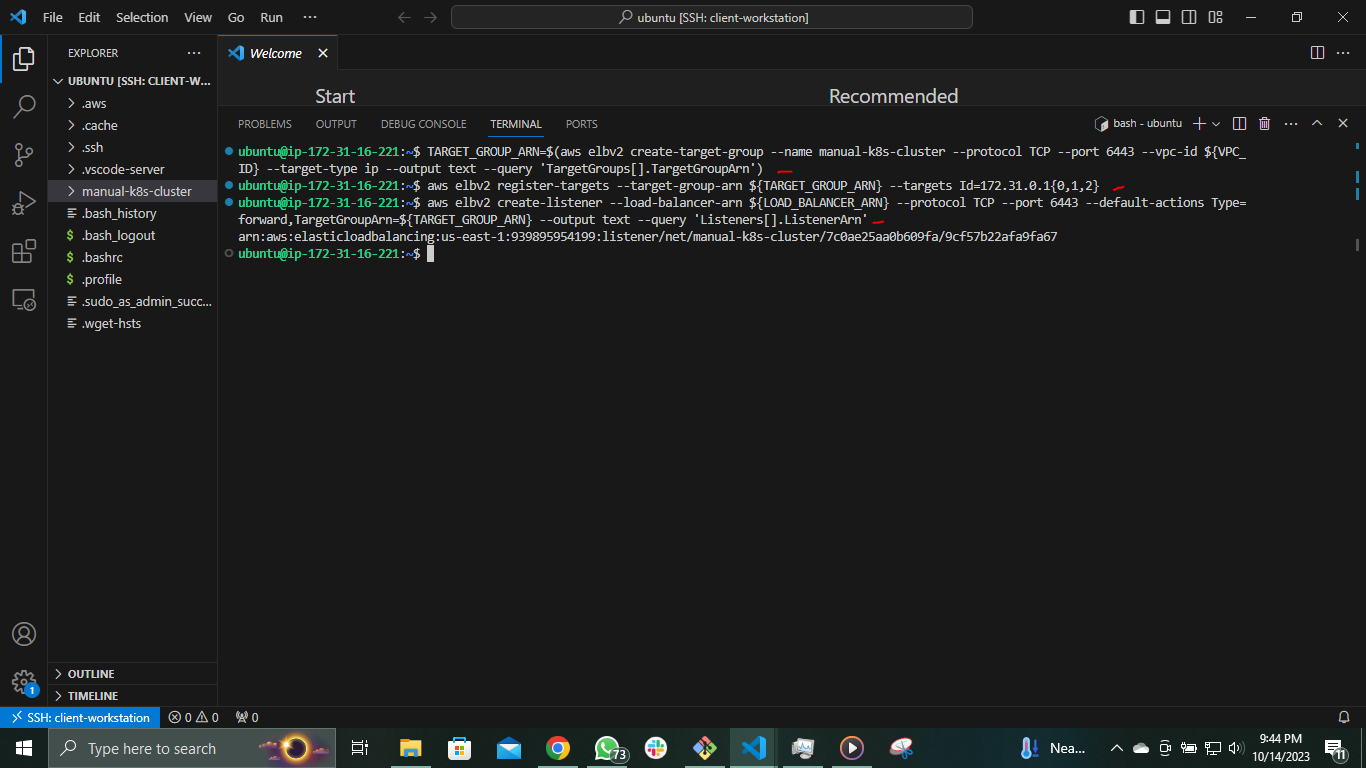 File Edit Selection View Go Run ···
ubuntu [SSH: client-workstation]
EXPLORER ···
Welcome
UBUNTU [SSH: CLIENT-W...
.aws
.cache
.ssh
.vscode-server
manual-k8s-cluster
.bash_history
$ .bash_logout
$ .bashrc
$ .profile
.sudo_as_admin_succ...
.wget-hsts
OUTLINE
TIMELINE
Start
Recommended
PROBLEMS OUTPUT DEBUG CONSOLE TERMINAL PORTS
bash - ubuntu
ubuntu@ip-172-31-16-221:~$ TARGET_GROUP_ARN=$(aws elbv2 create-target-group --name manual-k8s-cluster --protocol TCP --port 6443 --vpc-id ${VPC_
ID} --target-type ip --output text --query 'TargetGroups[].TargetGroupArn')
ubuntu@ip-172-31-16-221:~$ aws elbv2 register-targets --target-group-arn ${TARGET_GROUP_ARN} --targets Id=172.31.0.1{0,1,2}
ubuntu@ip-172-31-16-221:~$ aws elbv2 create-listener --load-balancer-arn ${LOAD_BALANCER_ARN} --protocol TCP --port 6443 --default-actions Type=
forward,TargetGroupArn=${TARGET_GROUP_ARN} --output text --query 'Listeners[].ListenerArn'
arn:aws:elasticloadbalancing:us-east-1:939895954199:listener/net/manual-k8s-cluster/7c0ae25aa0b609fa/9cf57b22afa9fa67
ubuntu@ip-172-31-16-221:~$
1
SSH: client-workstation 0 0 0
Type here to search
73
Nea...
9:44 PM
10/14/2023
11